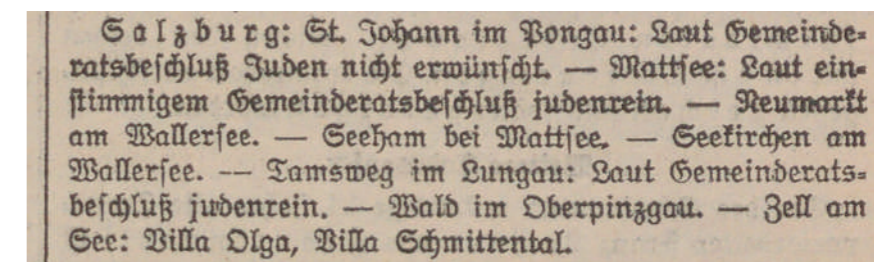 Salzburg: St. Johann im Pongau: Laut Gemeinde-
ratsbeschluß Juden nicht erwünscht. — Mattsee: Laut ein-
stimmigem Gemeinderatsbeschluß judenrein. — Neumarkt
am Wallersee. — Seeham bei Mattsee. — Seekirchen am
Wallersee. — Tamsweg im Lungau: Laut Gemeinderats-
beschluß judenrein. — Wald im Oberpinzgau. — Zell am
See: Villa Olga, Villa Schmittental.